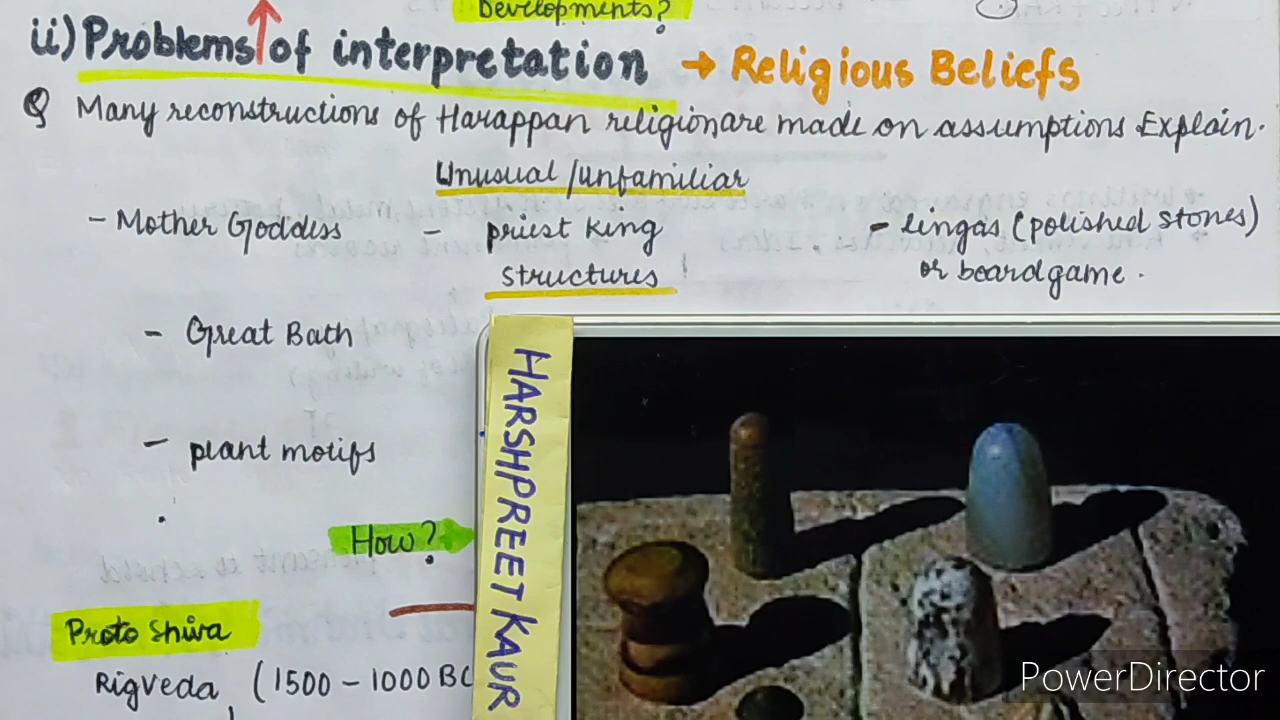 Developments?
ii) Problems of interpretation → Religious Beliefs
Q Many reconstructions of Harappan religion are made on assumptions Explain.
Unusual /unfamiliar
- Mother Goddess
- priest King
- lingas (polished stones)
or board game.
structures
- Great Bath
- plant motifs
How?
Proto Shiva
Rigveda (1500 - 1000 BC
HARSHPREET KAUR
PowerDirector